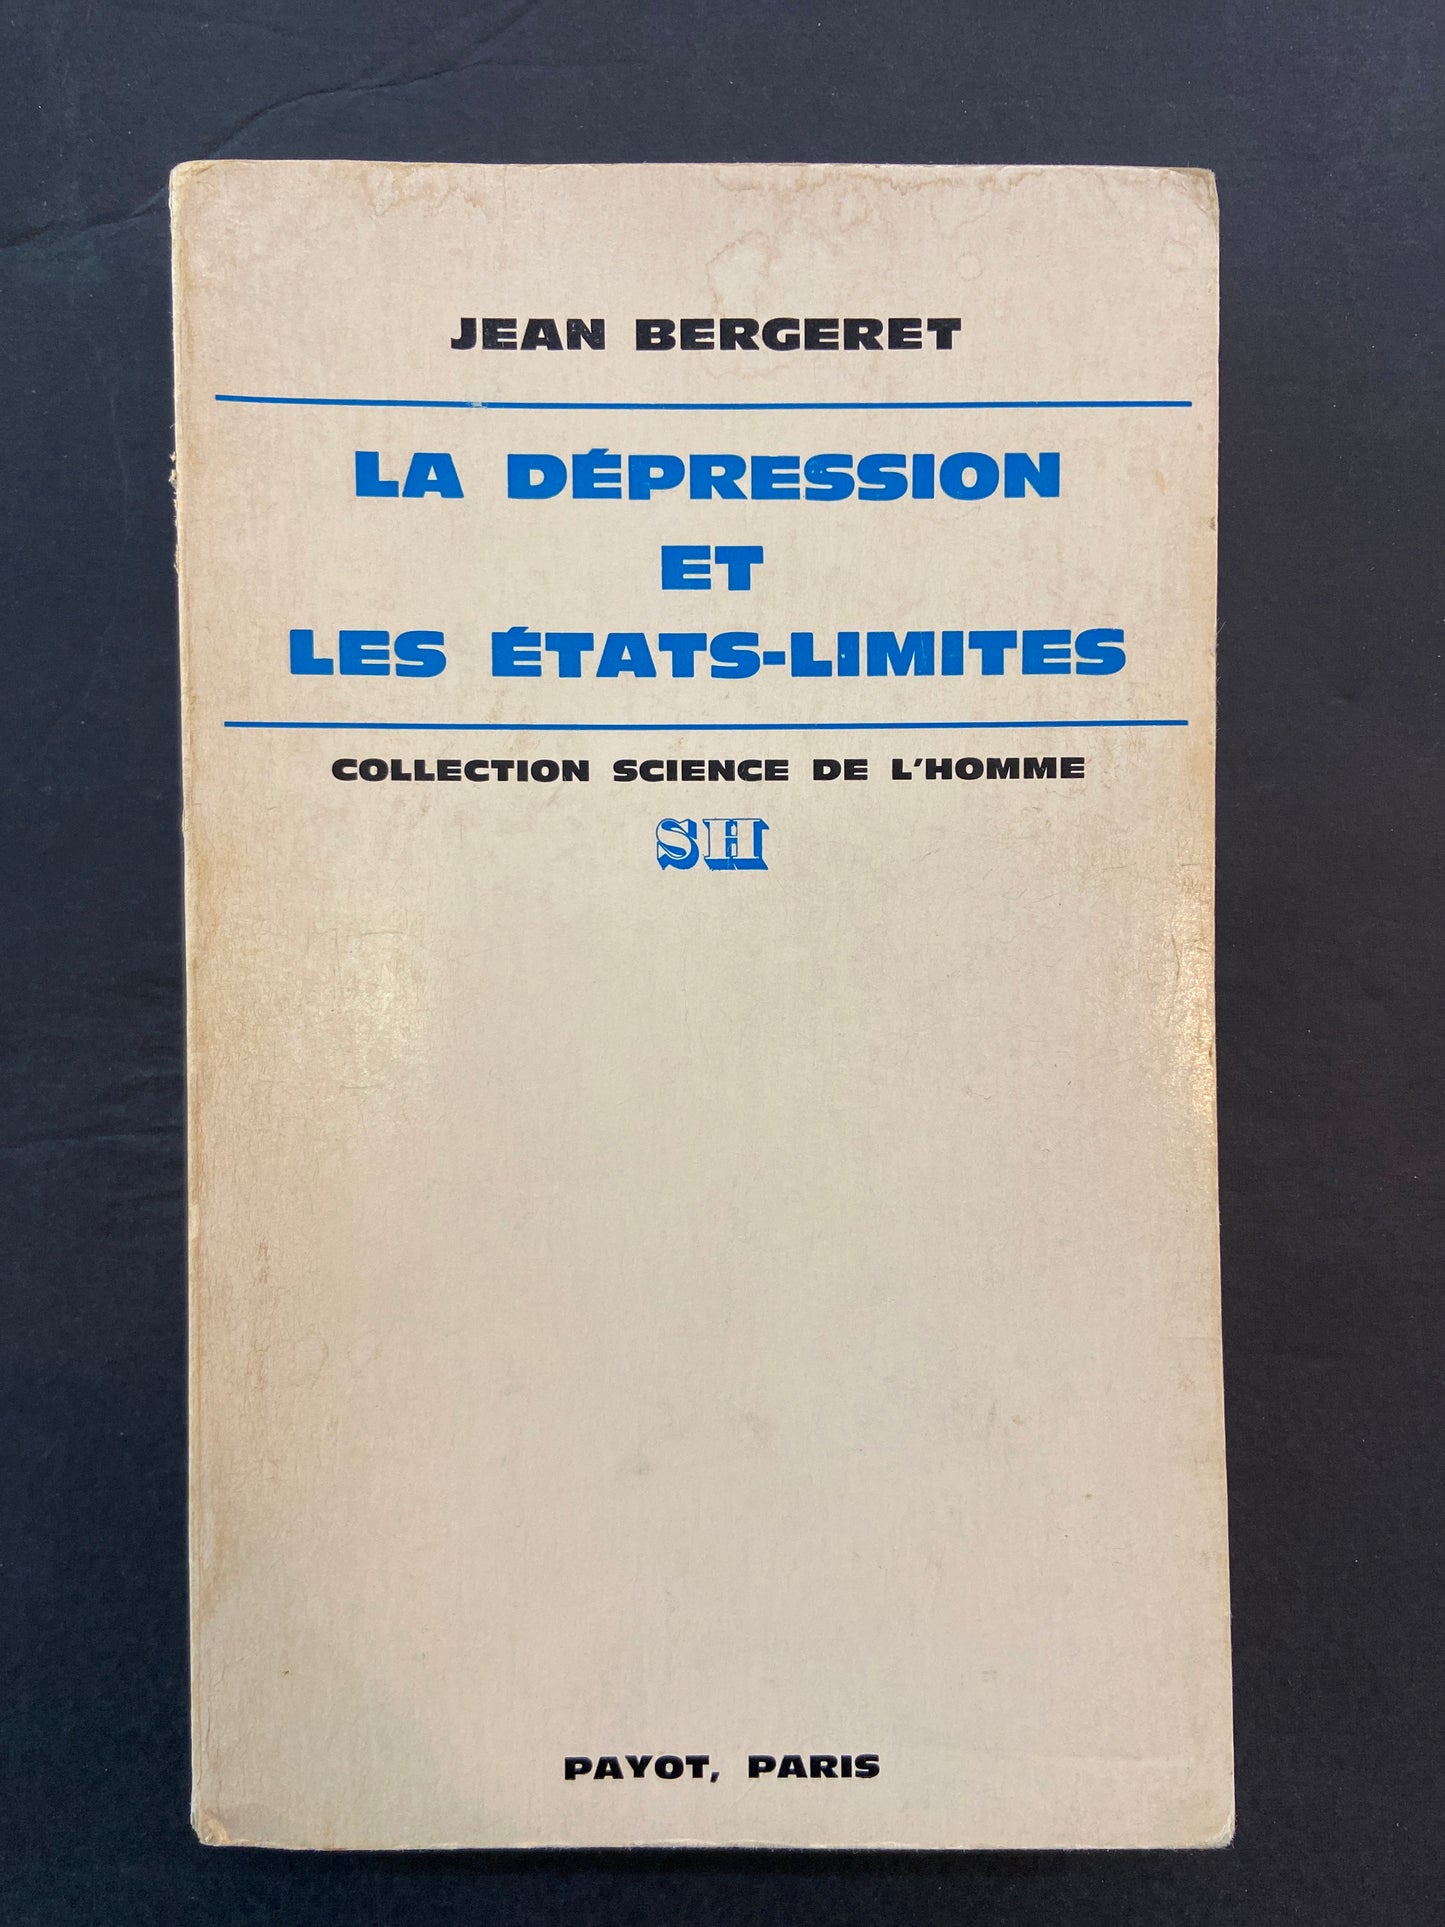 JEAN BERGERET
LA DÉPRESSION
ET
LES ÉTATS-LIMITES
COLLECTION SCIENCE DE L'HOMME
SH
PAYOT, PARIS